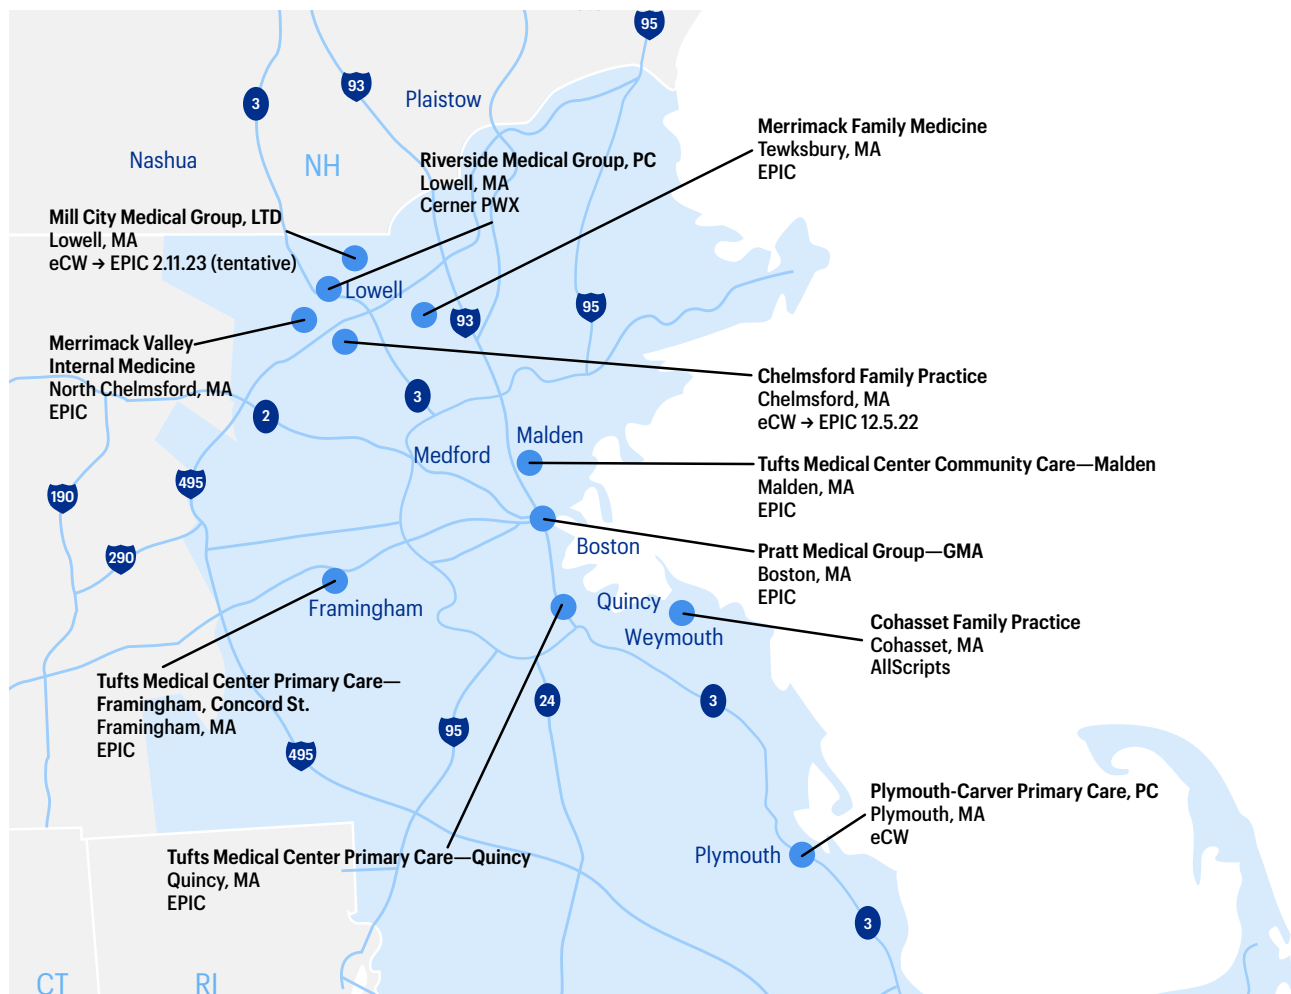 95
93
3
Plaistow
Nashua
NH
Merrimack Family Medicine
Tewksbury, MA
EPIC
Riverside Medical Group, PC
Lowell, MA
Cerner PWX
Mill City Medical Group, LTD
Lowell, MA
eCW → EPIC 2.11.23 (tentative)
Lowell
93
95
Merrimack Valley
Internal Medicine
North Chelmsford, MA
EPIC
Chelmsford Family Practice
Chelmsford, MA
eCW → EPIC 12.5.22
2
3
Medford
Malden
Tufts Medical Center Community Care—Malden
Malden, MA
EPIC
190
495
290
Boston
Pratt Medical Group—GMA
Boston, MA
EPIC
Framingham
Quincy
Weymouth
Cohasset Family Practice
Cohasset, MA
AllScripts
Tufts Medical Center Primary Care—
Framingham, Concord St.
Framingham, MA
EPIC
495
95
24
3
Plymouth-Carver Primary Care, PC
Plymouth, MA
eCW
Plymouth
Tufts Medical Center Primary Care—Quincy
Quincy, MA
EPIC
3
CT
RI